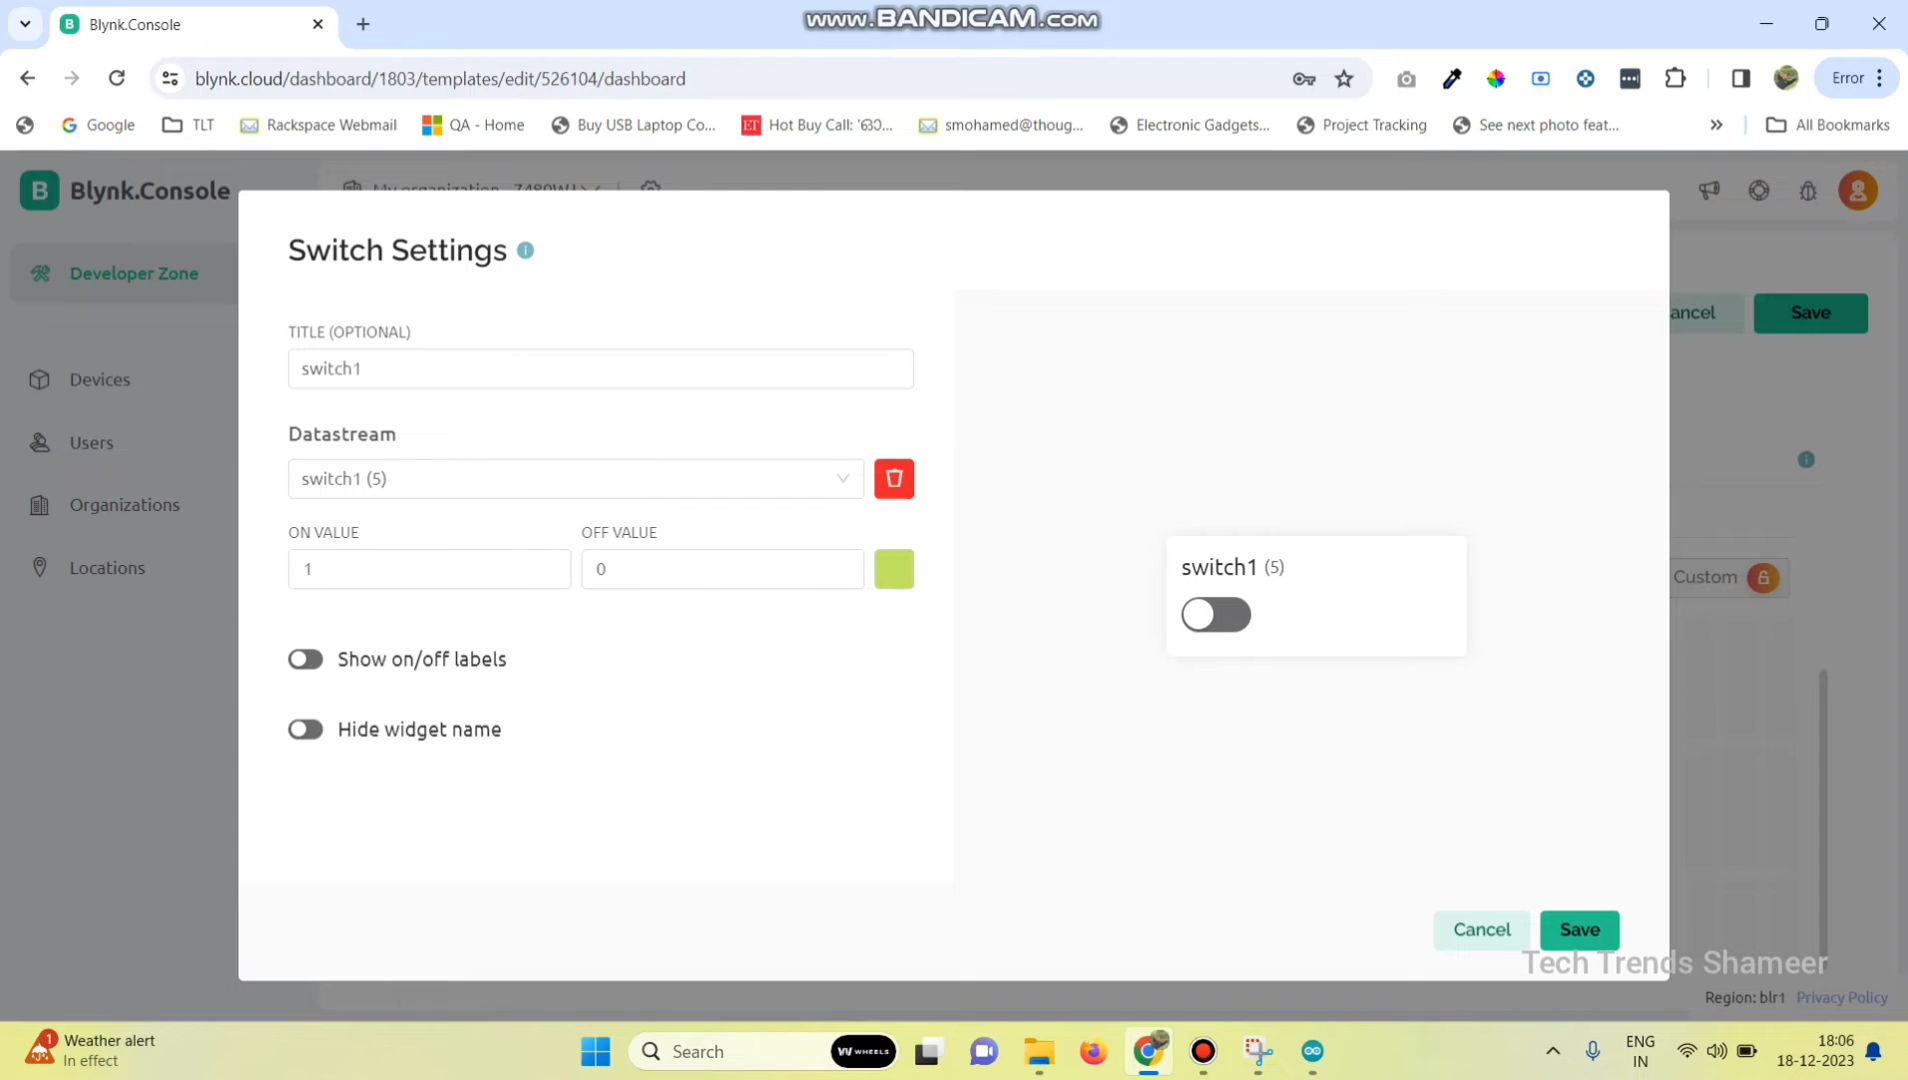 www.BANDICAM.com
Blynk.Console
blynk.cloud/dashboard/1803/templates/edit/526104/dashboard
Error
Google
TLT
Rackspace Webmail
QA - Home
Buy USB Laptop Co...
ET
Hot Buy Call: '630...
smohamed@thoug...
Electronic Gadgets...
Project Tracking
See next photo feat...
All Bookmarks
B
Blynk.Console
My organization
Developer Zone
Devices
Users
Organizations
Locations
Switch Settings
TITLE (OPTIONAL)
switch1
Datastream
switch1 (5)
ON VALUE
OFF VALUE
1
0
Show on/off labels
Hide widget name
switch1 (5)
ancel
Save
Custom
Cancel
Save
Tech Trends Shameer
Region: blr1
Privacy Policy
1
Weather alert
In effect
Search
WHEELS
ENG
IN
18:06
18-12-2023